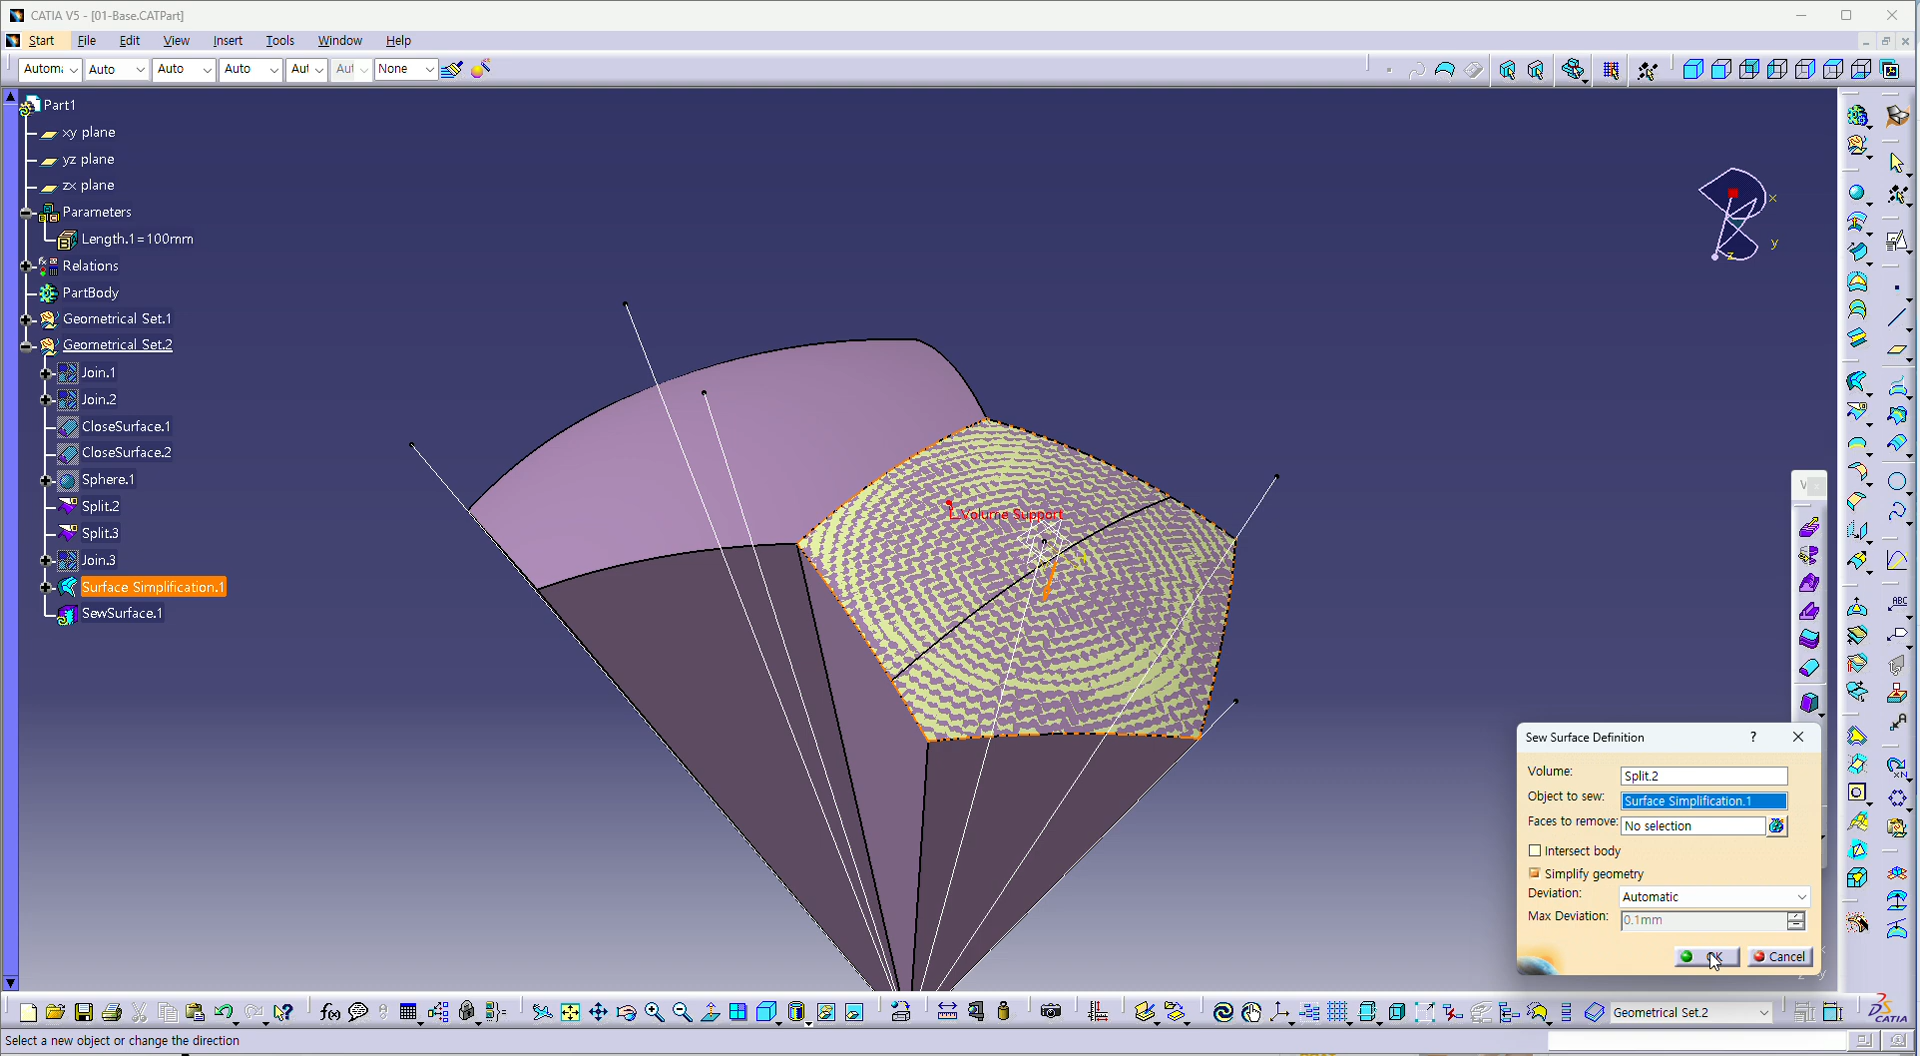 CATIA V5 - [01-Base.CATPart]
Start File Edit View Insert Tools Window Help
Auto Auto Auto Aut Aut None
Part1
xy plane
yz plane
zx plane
Parameters
Length.1=100mm
Relations
PartBody
Geometrical Set.1
Geometrical Set.2
Join.1
Join.2
CloseSurface.1
CloseSurface.2
Sphere.1
Split.2
Split.3
Join.3
Surface Simplification.1
SewSurface.1
x
y
z
Volume Support
V
ABC
Sew Surface Definition ?
Volume: Split.2
Object to sew: Surface Simplification.1
Faces to remove: No selection
Intersect body
Simplify geometry
Deviation: Automatic
Max Deviation: 0.1mm
OK Cancel
f(x)
Geometrical Set.2
CATIA
Select a new object or change the direction